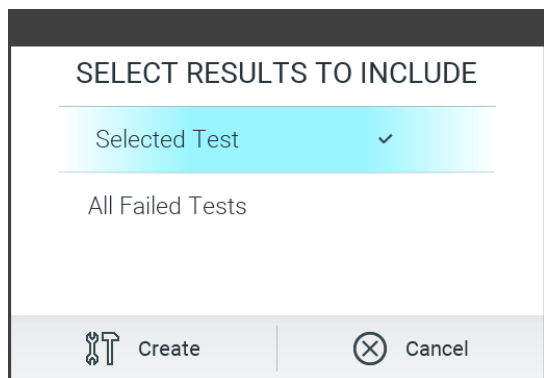 SELECT RESULTS TO INCLUDE
Selected Test
All Failed Tests
Create
Cancel